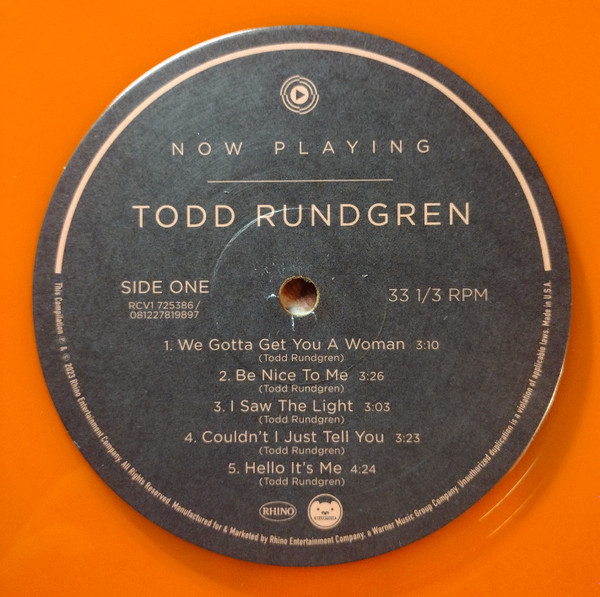 NOW PLAYING
TODD RUNDGREN
SIDE ONE
RCV1 725386 /
081227819897
33 1/3 RPM
1. We Gotta Get You A Woman 3:10
(Todd Rundgren)
2. Be Nice To Me 3:26
(Todd Rundgren)
3. I Saw The Light 3:03
(Todd Rundgren)
4. Couldn't I Just Tell You 3:23
(Todd Rundgren)
5. Hello It's Me 4:24
(Todd Rundgren)
RHINO
This Compilation ℗ & © 2023 Rhino Entertainment Company. All Rights Reserved. Manufactured for & Marketed by Rhino Entertainment Company, a Warner Music Group Company. Unauthorized duplication is a violation of applicable laws. Made in U.S.A.